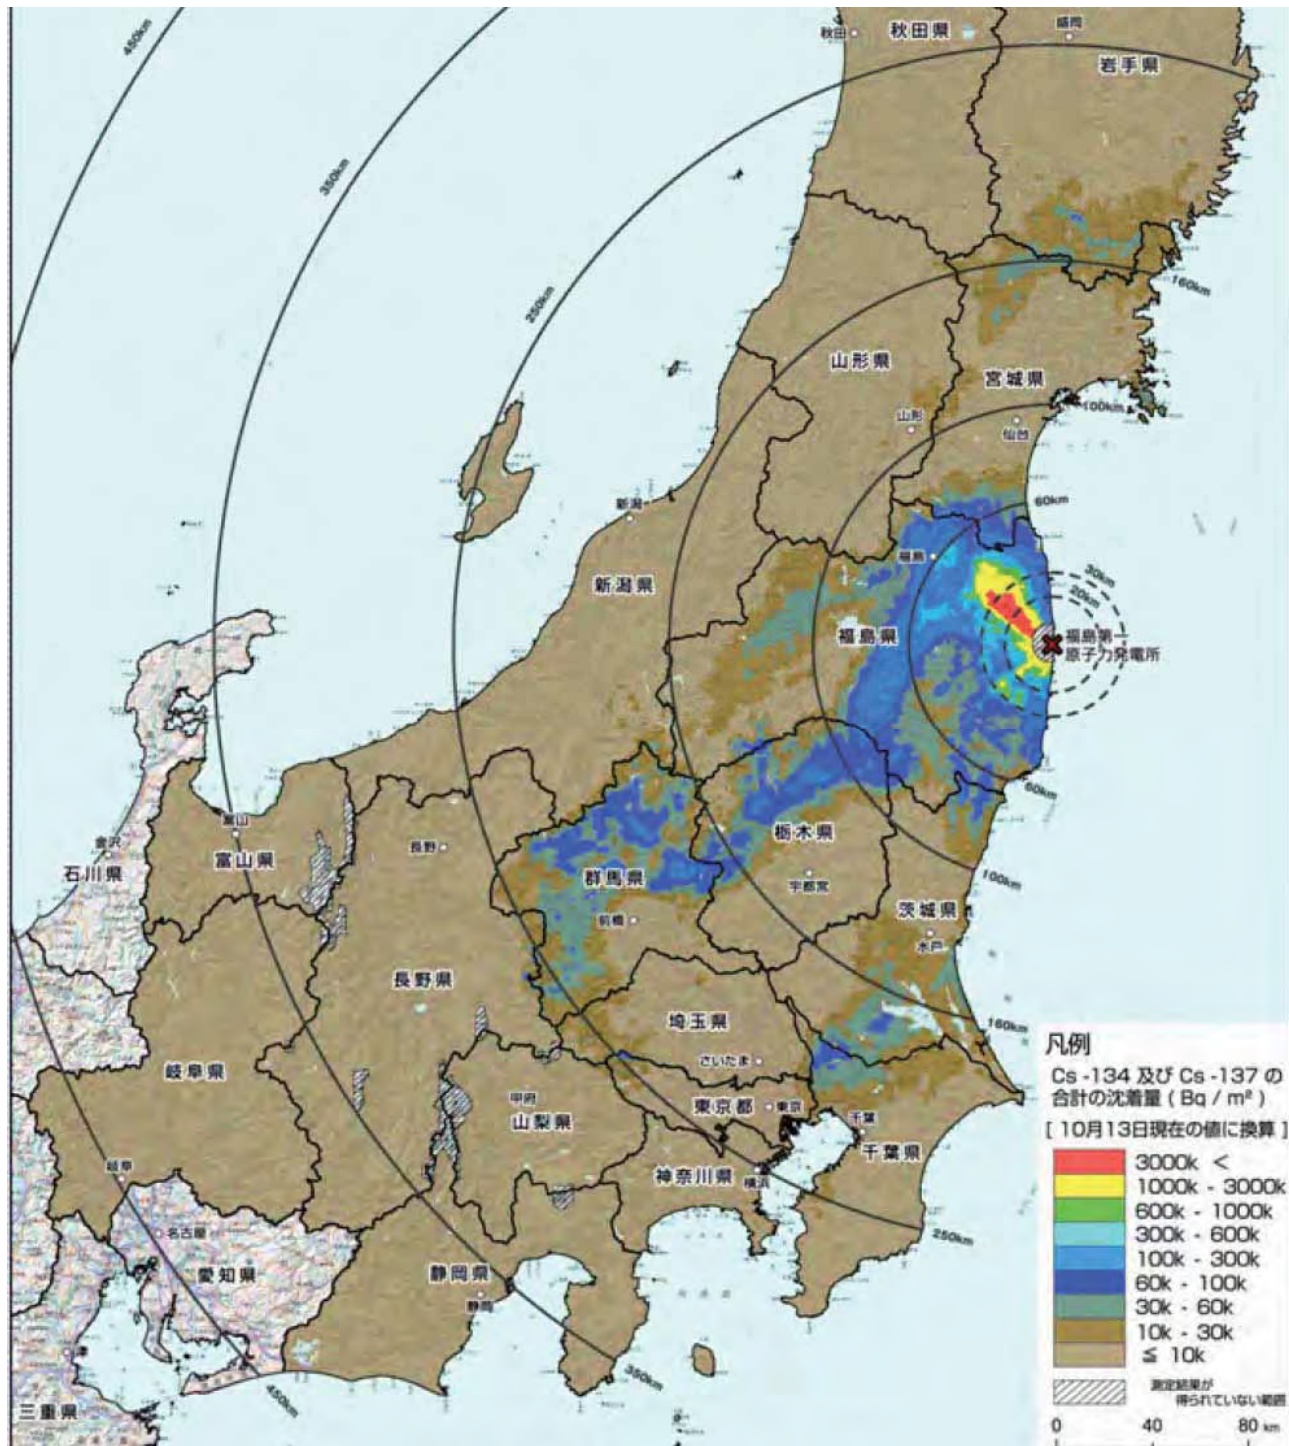 450km
秋田
秋田県
盛岡
岩手県
350km
250km
160km
山形県
宮城県
山形
100km
仙台
新潟
60km
福島
新潟県
30km
20km
福島県
福島第一
原子力発電所
60km
富山
金沢
富山県
長野
栃木県
石川県
群馬県
宇都宮
100km
前橋
茨城県
水戸
長野県
埼玉県
160km
さいたま
岐阜県
甲府
山梨県
東京都
東京
千葉
千葉県
岐阜
神奈川県
横浜
名古屋
250km
愛知県
静岡県
静岡
津
350km
450km
三重県
凡例
Cs -134 及び Cs -137 の
合計の沈着量 ( Bq / m² )
[ 10月13日現在の値に換算 ]
3000k <
1000k - 3000k
600k - 1000k
300k - 600k
100k - 300k
60k - 100k
30k - 60k
10k - 30k
≦ 10k
測定結果が
得られていない範囲
0 40 80 km